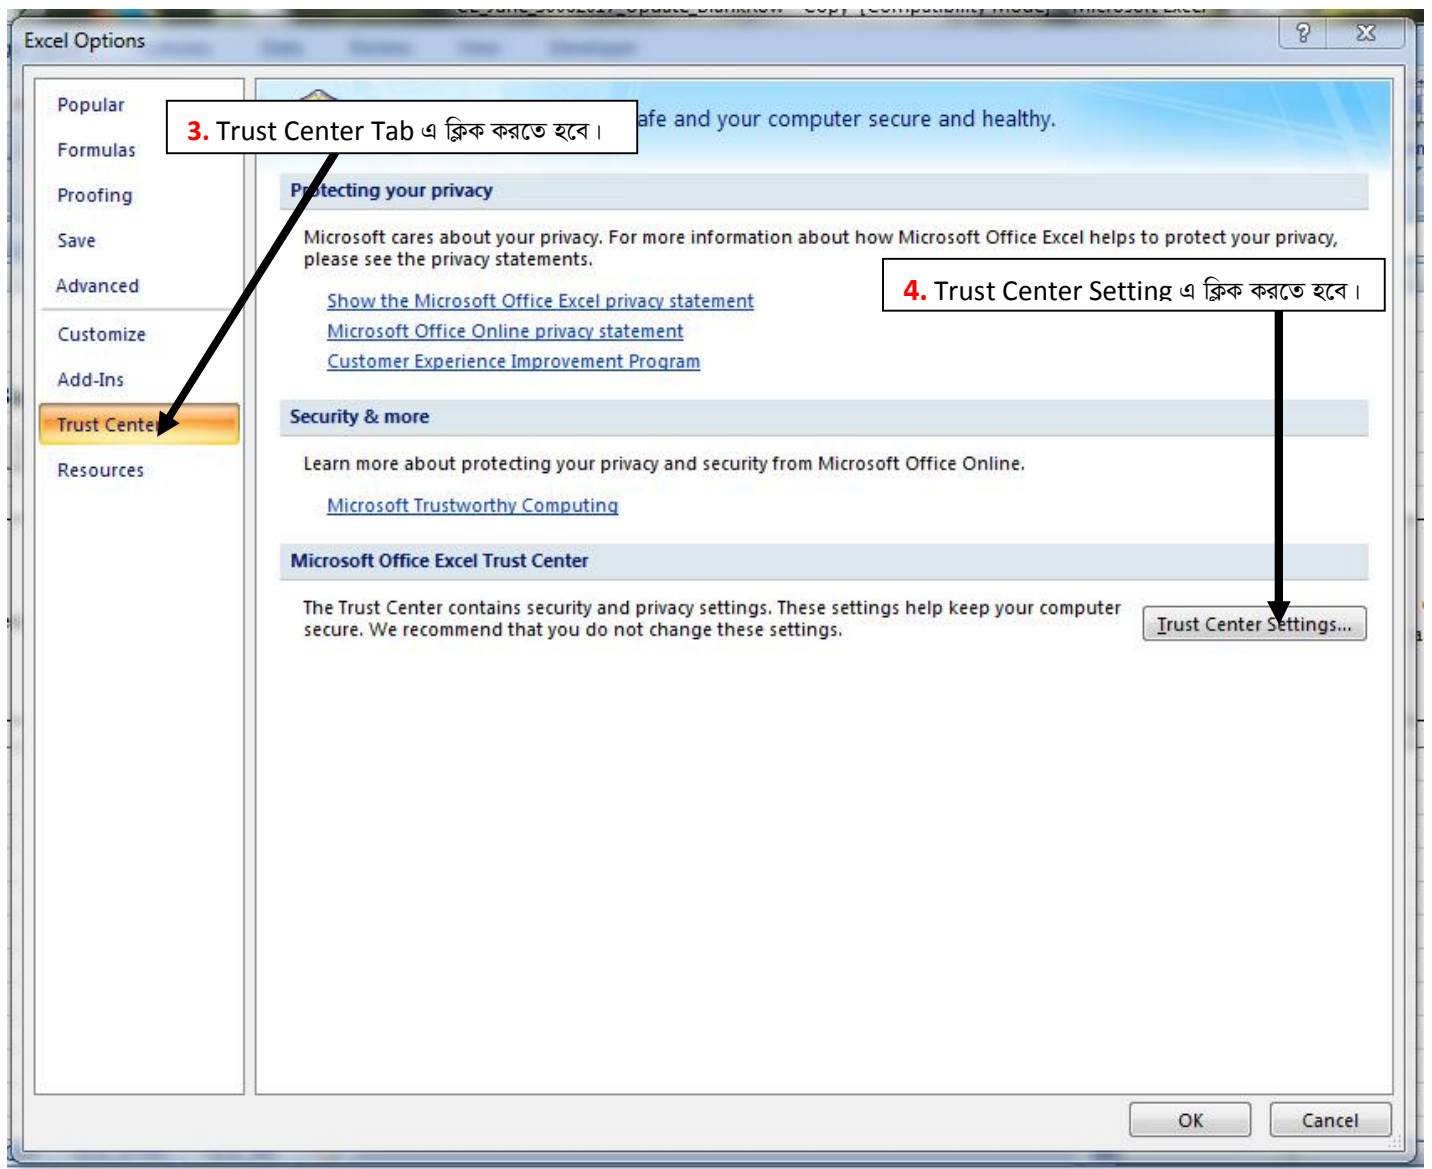 Excel Options
Popular
Formulas
Proofing
Save
Advanced
Customize
Add-Ins
Trust Center
Resources
3. Trust Center Tab এ ক্লিক করতে হবে।
and your computer secure and healthy.
Protecting your privacy
Microsoft cares about your privacy. For more information about how Microsoft Office Excel helps to protect your privacy,
please see the privacy statements.
4. Trust Center Setting এ ক্লিক করতে হবে।
Show the Microsoft Office Excel privacy statement
Microsoft Office Online privacy statement
Customer Experience Improvement Program
Security & more
Learn more about protecting your privacy and security from Microsoft Office Online.
Microsoft Trustworthy Computing
Microsoft Office Excel Trust Center
The Trust Center contains security and privacy settings. These settings help keep your computer
secure. We recommend that you do not change these settings.
Trust Center Settings...
OK
Cancel